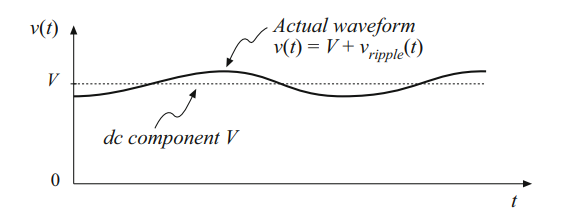 v(t)
Actual waveform
v(t) = V + v_ripple(t)
V
dc component V
0
t